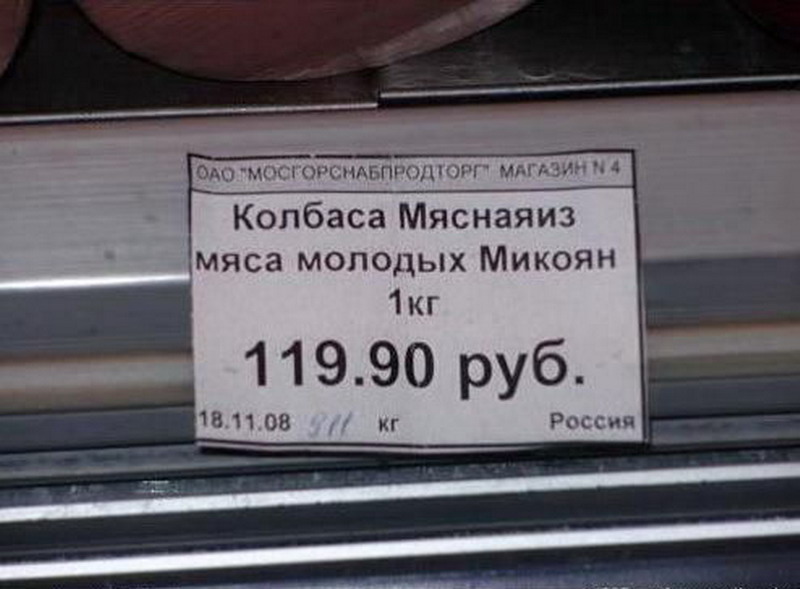 ОАО "МОСГОРСНАБПРОДТОРГ" МАГАЗИН N 4
Колбаса Мяснаяиз
мяса молодых Микоян
1кг
119.90 руб.
18.11.08 кг Россия